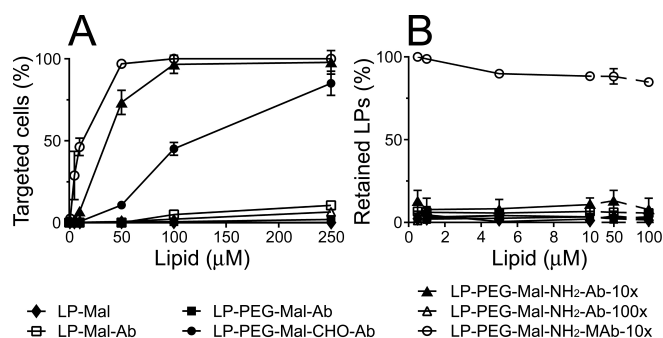 A
B
Targeted cells (%)
100
50
0
0 50 100 150 200 250
Lipid (μM)
Retained LPs (%)
100
50
0
0 2 4 6 10 50 100
Lipid (μM)
LP-Mal
LP-Mal-Ab
LP-PEG-Mal-Ab
LP-PEG-Mal-CHO-Ab
LP-PEG-Mal-NH2-Ab-10x
LP-PEG-Mal-NH2-Ab-100x
LP-PEG-Mal-NH2-MAb-10x